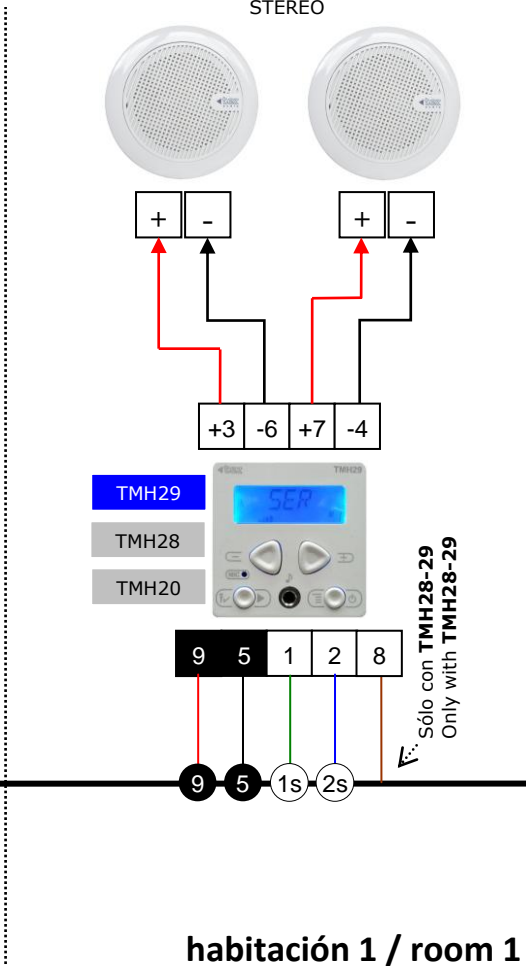 STEREO
+ - + -
+3 -6 +7 -4
TMH29
TMH28
TMH20
TMH29
SER
MIC
9 5 1 2 8
Sólo con TMH28-29
Only with TMH28-29
9 5 1s) 2s)
habitación 1 / room 1